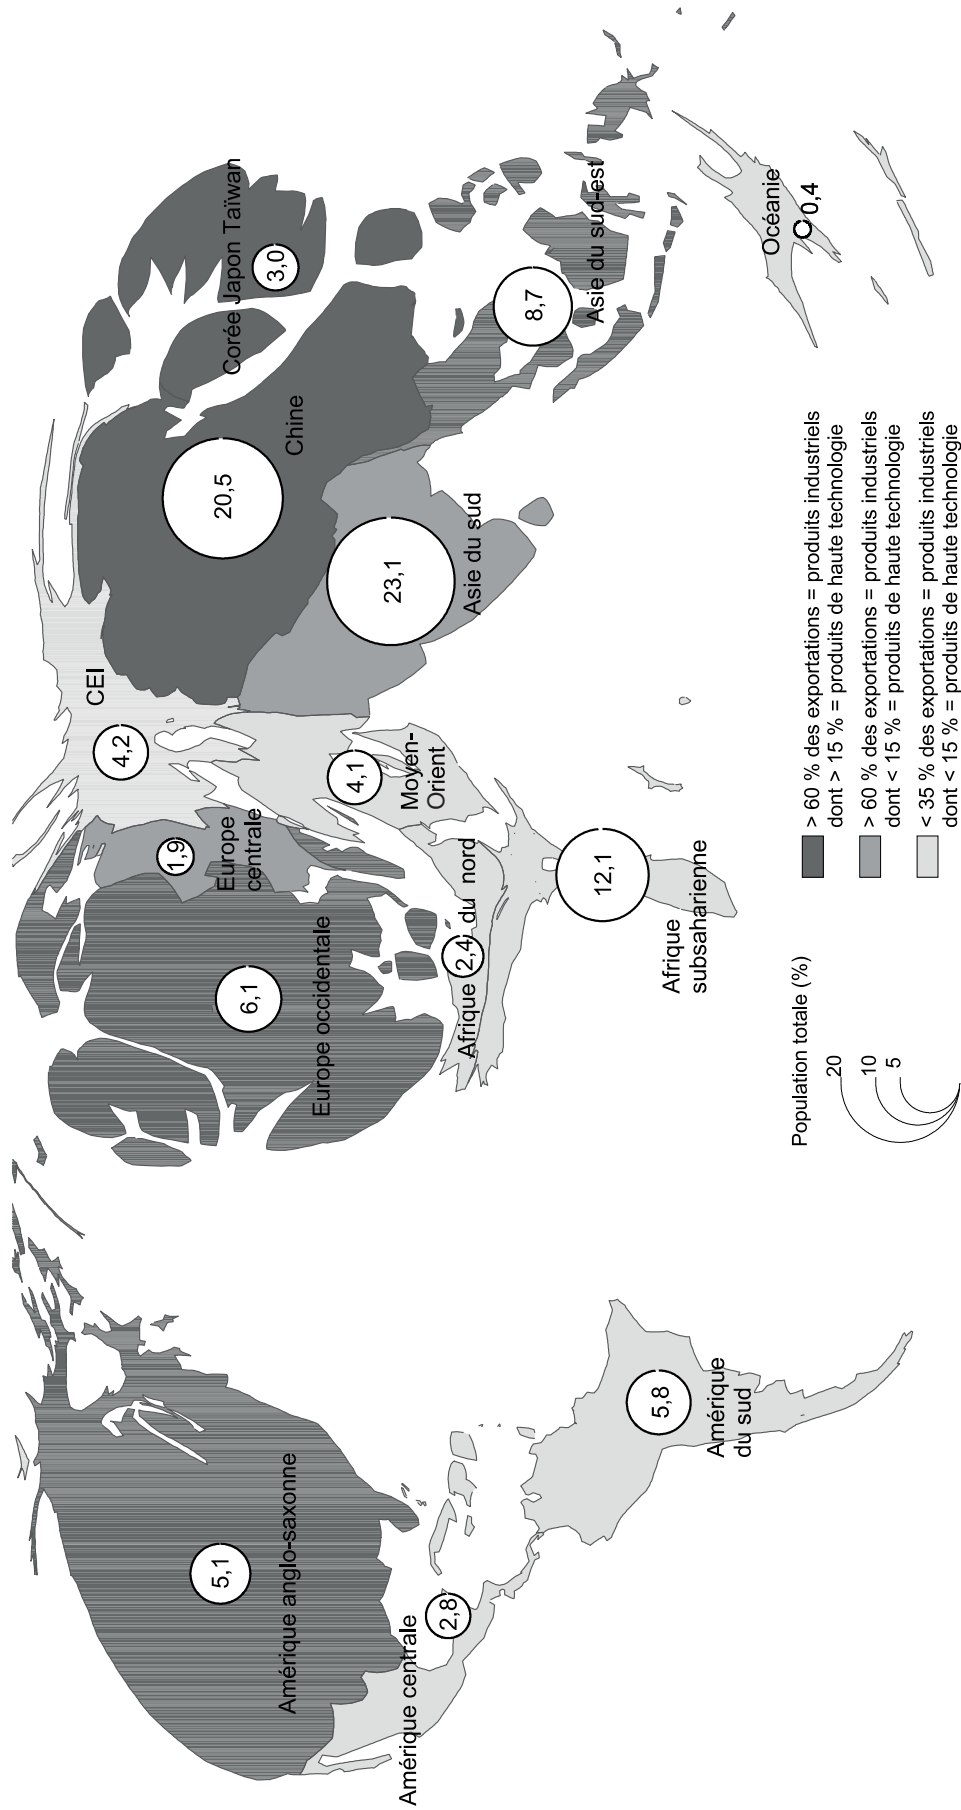 CEI
4,2
Corée Japon Taïwan
3,0
Chine
20,5
Europe
centrale
1,9
Europe occidentale
6,1
Amérique anglo-saxonne
5,1
Moyen-
Orient
4,1
Asie du sud
23,1
Asie du sud-est
8,7
Afrique du nord
2,4
Amérique centrale
2,8
Afrique
subsaharienne
12,1
Amérique
du sud
5,8
Océanie
0,4
Population totale (%)
20
10
5
> 60 % des exportations = produits industriels
dont > 15 % = produits de haute technologie
> 60 % des exportations = produits industriels
dont < 15 % = produits de haute technologie
< 35 % des exportations = produits industriels
dont < 15 % = produits de haute technologie